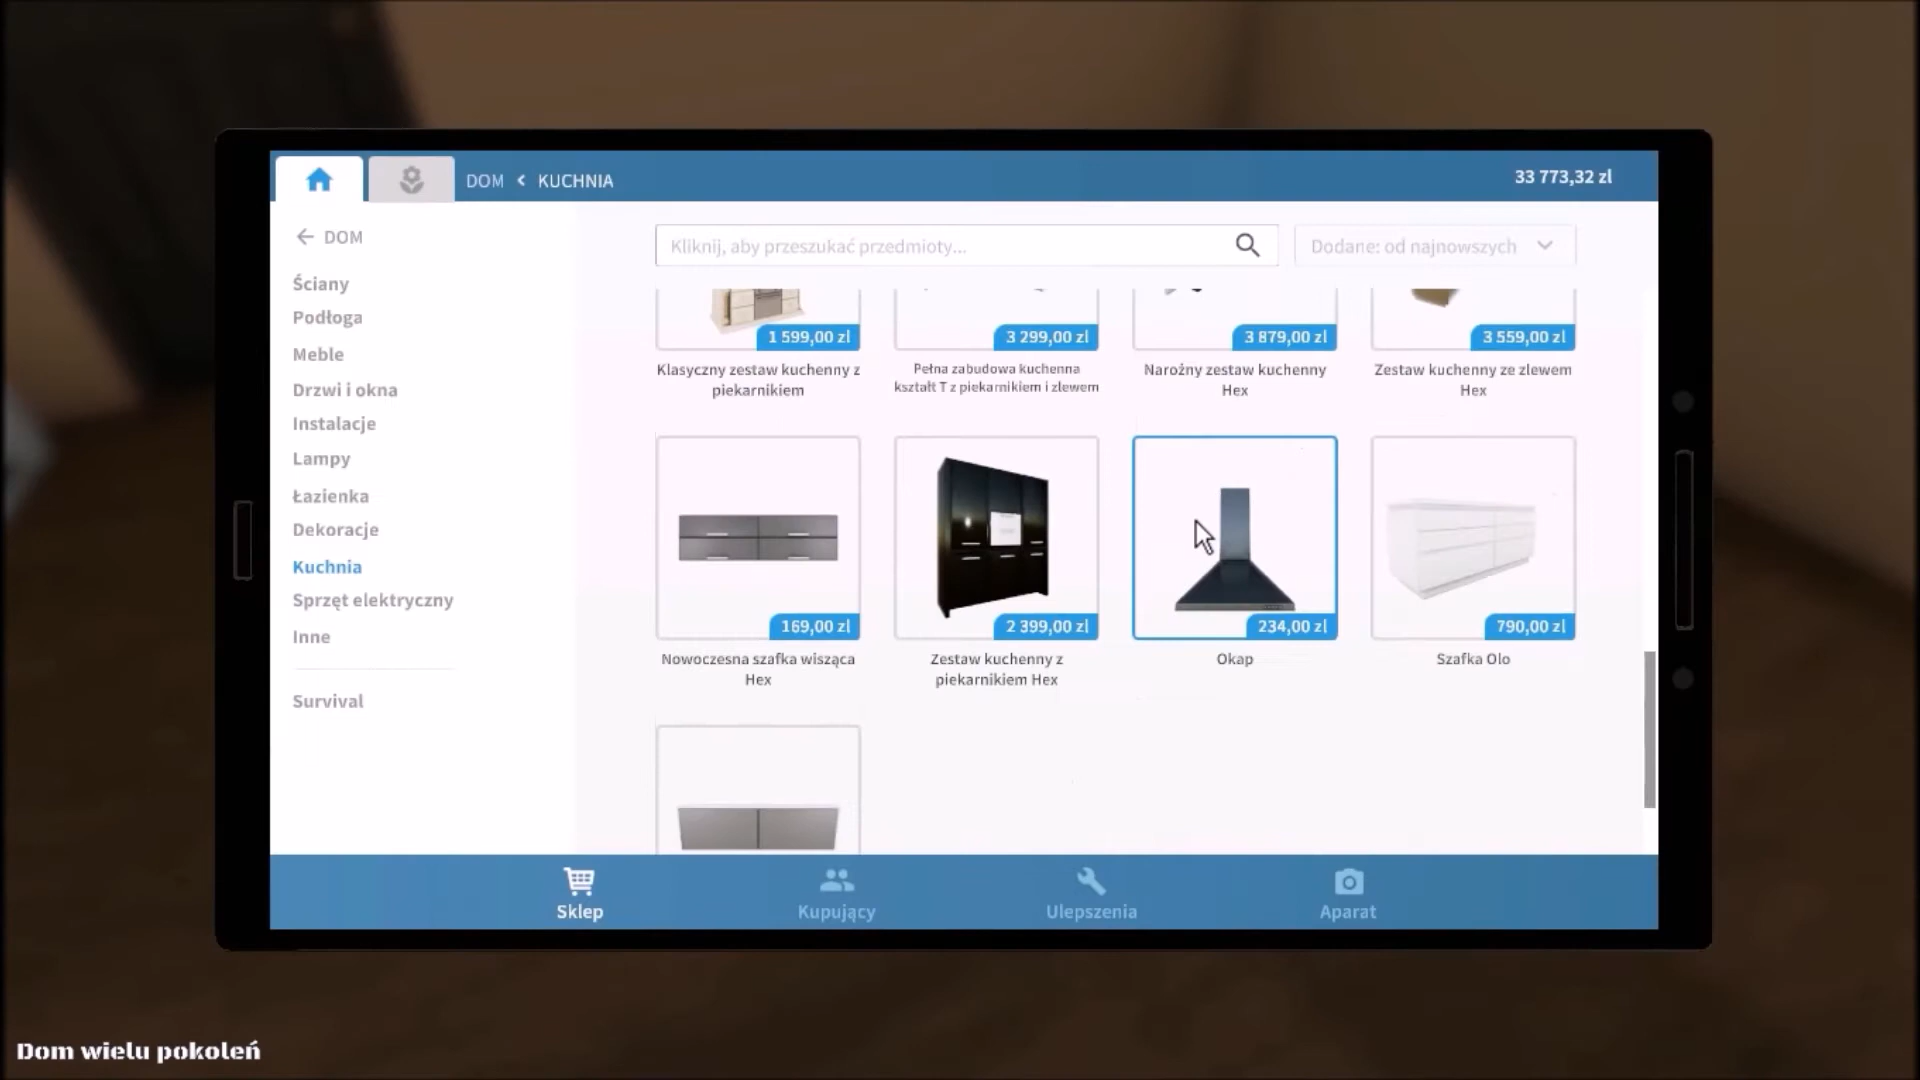 DOM < KUCHNIA
33 773,32 zl
← DOM
Kliknij, aby przeszukać przedmioty...
Dodane: od najnowszych
Ściany
Podłoga
Meble
Drzwi i okna
Instalacje
Lampy
Łazienka
Dekoracje
Kuchnia
Sprzęt elektryczny
Inne
Survival
1 599,00 zl
3 299,00 zl
3 879,00 zl
3 559,00 zl
Klasyczny zestaw kuchenny z
piekarnikiem
Pełna zabudowa kuchenna
kształt T z piekarnikiem i zlewem
Narożny zestaw kuchenny
Hex
Zestaw kuchenny ze zlewem
Hex
169,00 zl
2 399,00 zl
234,00 zl
790,00 zl
Nowoczesna szafka wisząca
Hex
Zestaw kuchenny z
piekarnikiem Hex
Okap
Szafka Olo
Sklep
Kupujący
Ulepszenia
Aparat
Dom wielu pokoleń